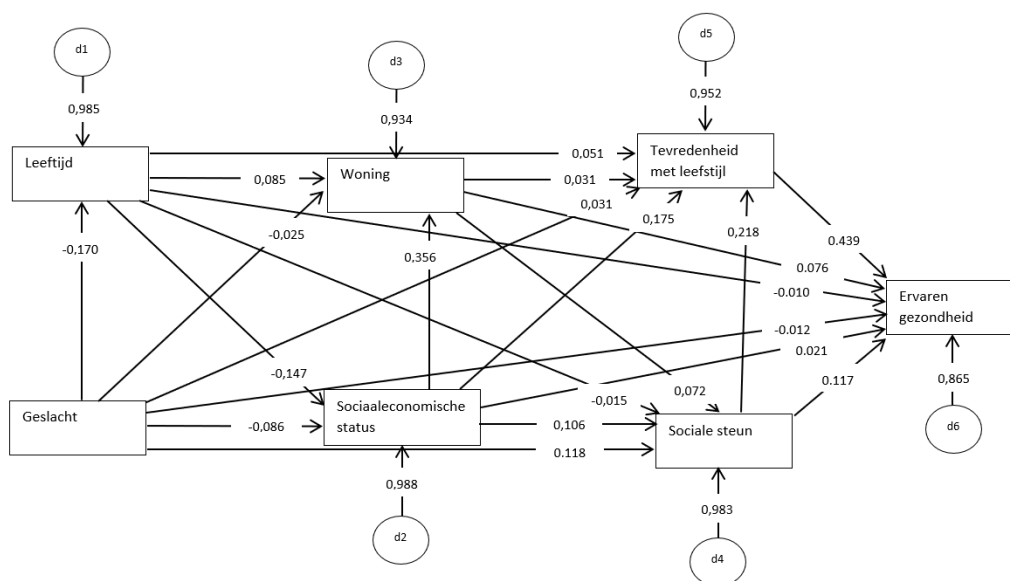 d1
d3
d5
0,985
0,934
0,952
Leeftijd
Woning
Tevredenheid
met leefstijl
0,051
0,085
0,031
0,031
0,175
-0,170
-0,025
0,356
0,218
0.439
0.076
-0.010
Ervaren
gezondheid
-0.012
0.021
-0,147
0.117
Geslacht
Sociaaleconomische
status
-0,015
0,072
Sociale steun
-0,086
0,106
0.118
0,865
d6
0,988
0,983
d2
d4